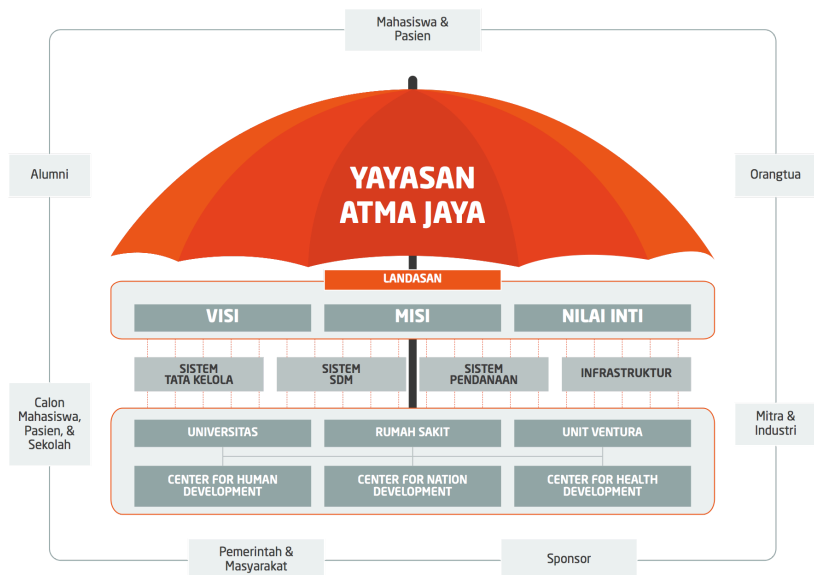 Mahasiswa &
Pasien
Alumni
Orangtua
YAYASAN
ATMA JAYA
LANDASAN
VISI
MISI
NILAI INTI
SISTEM
TATA KELOLA
SISTEM
SDM
SISTEM
PENDANAAN
INFRASTRUKTUR
Calon
Mahasiswa,
Pasien, &
Sekolah
Mitra &
Industri
UNIVERSITAS
RUMAH SAKIT
UNIT VENTURA
CENTER FOR HUMAN
DEVELOPMENT
CENTER FOR NATION
DEVELOPMENT
CENTER FOR HEALTH
DEVELOPMENT
Pemerintah &
Masyarakat
Sponsor